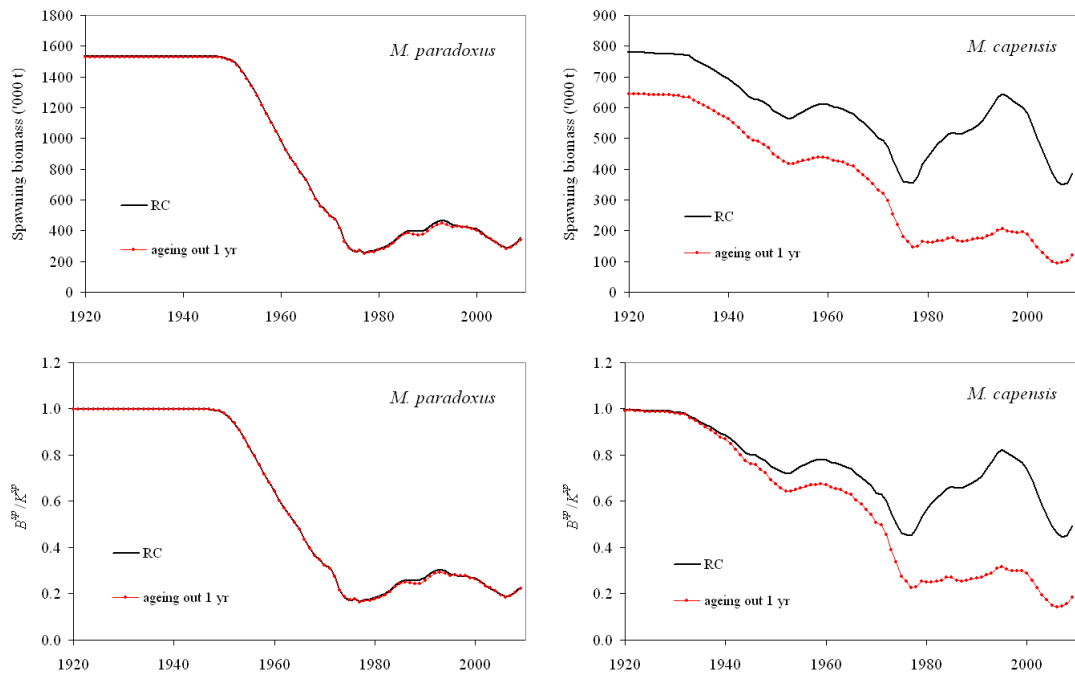 M. paradoxus
Spawning biomass ('000 t)
1800
1600
1400
1200
1000
800
600
400
200
0
RC
ageing out 1 yr
1920 1940 1960 1980 2000
M. capensis
Spawning biomass ('000 t)
900
800
700
600
500
400
300
200
100
0
RC
ageing out 1 yr
1920 1940 1960 1980 2000
M. paradoxus
B^sp/K^sp
1.2
1.0
0.8
0.6
0.4
0.2
0.0
RC
ageing out 1 yr
1920 1940 1960 1980 2000
M. capensis
B^sp/K^sp
1.2
1.0
0.8
0.6
0.4
0.2
0.0
RC
ageing out 1 yr
1920 1940 1960 1980 2000